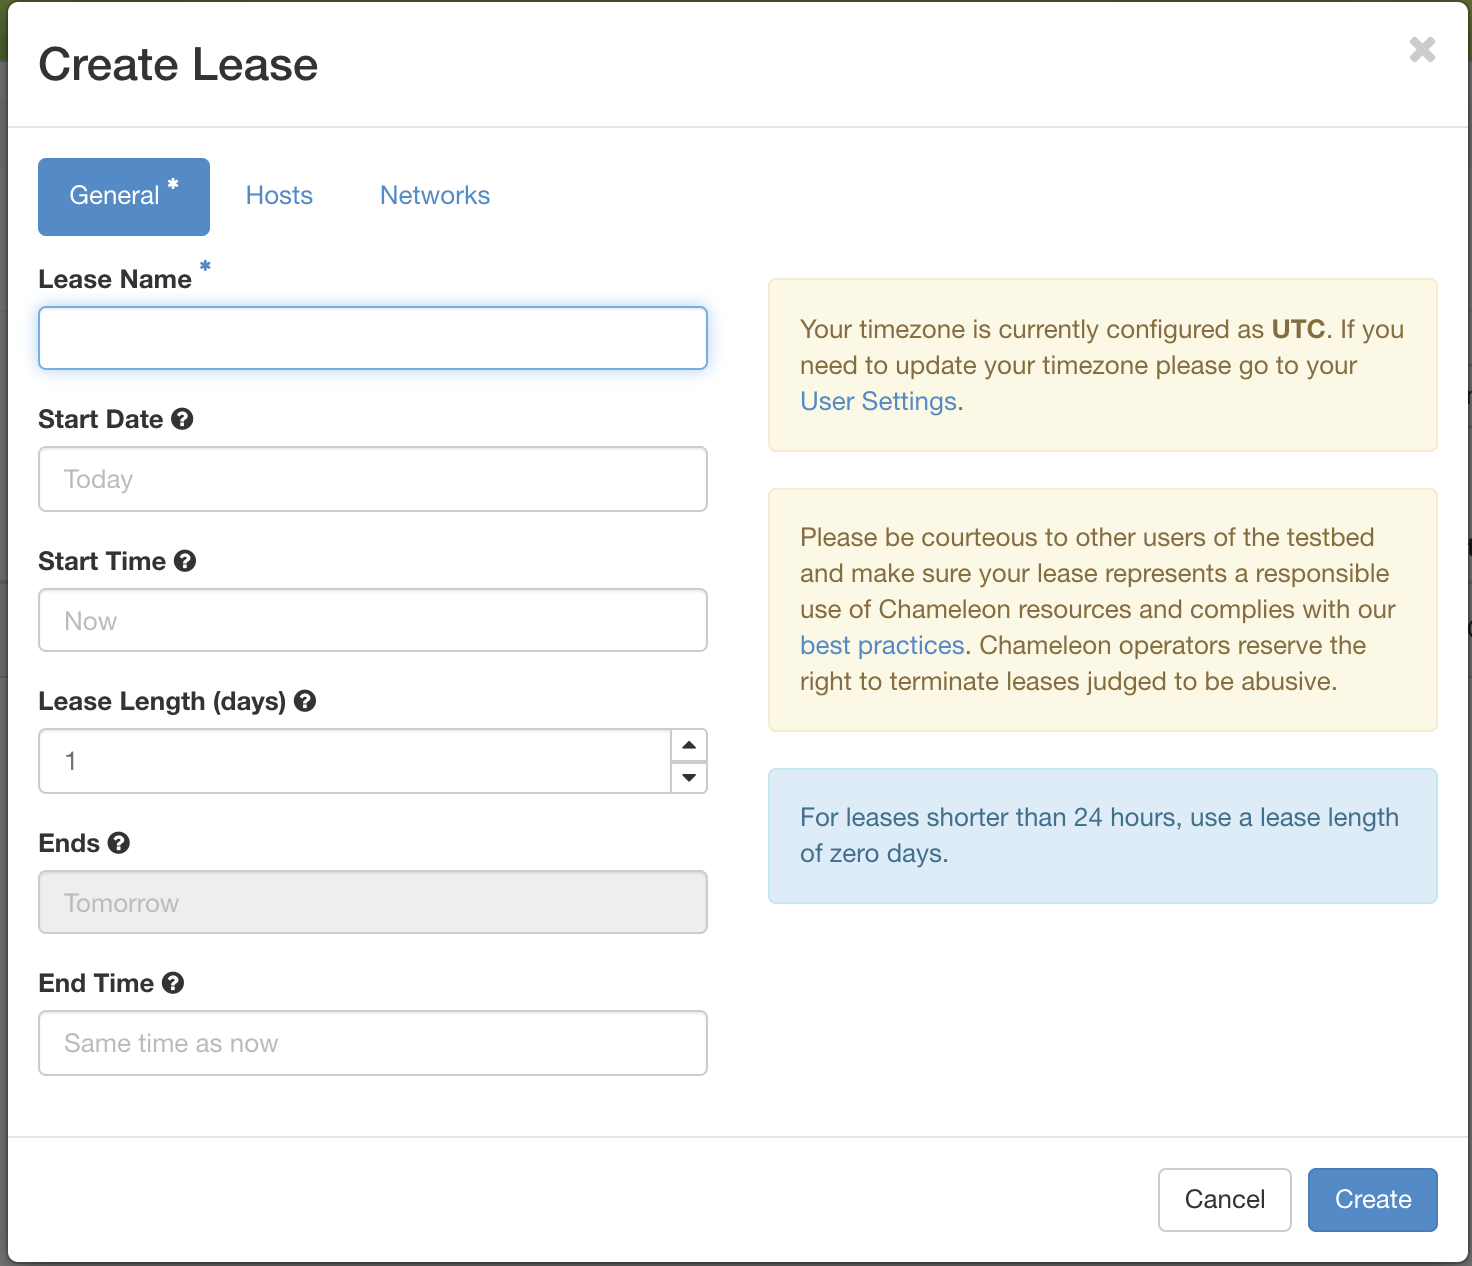 Create Lease
General *
Hosts
Networks
Lease Name *
Start Date
Today
Start Time
Now
Lease Length (days)
1
Ends
Tomorrow
End Time
Same time as now
Your timezone is currently configured as UTC. If you
need to update your timezone please go to your
User Settings.
Please be courteous to other users of the testbed
and make sure your lease represents a responsible
use of Chameleon resources and complies with our
best practices. Chameleon operators reserve the
right to terminate leases judged to be abusive.
For leases shorter than 24 hours, use a lease length
of zero days.
Cancel
Create